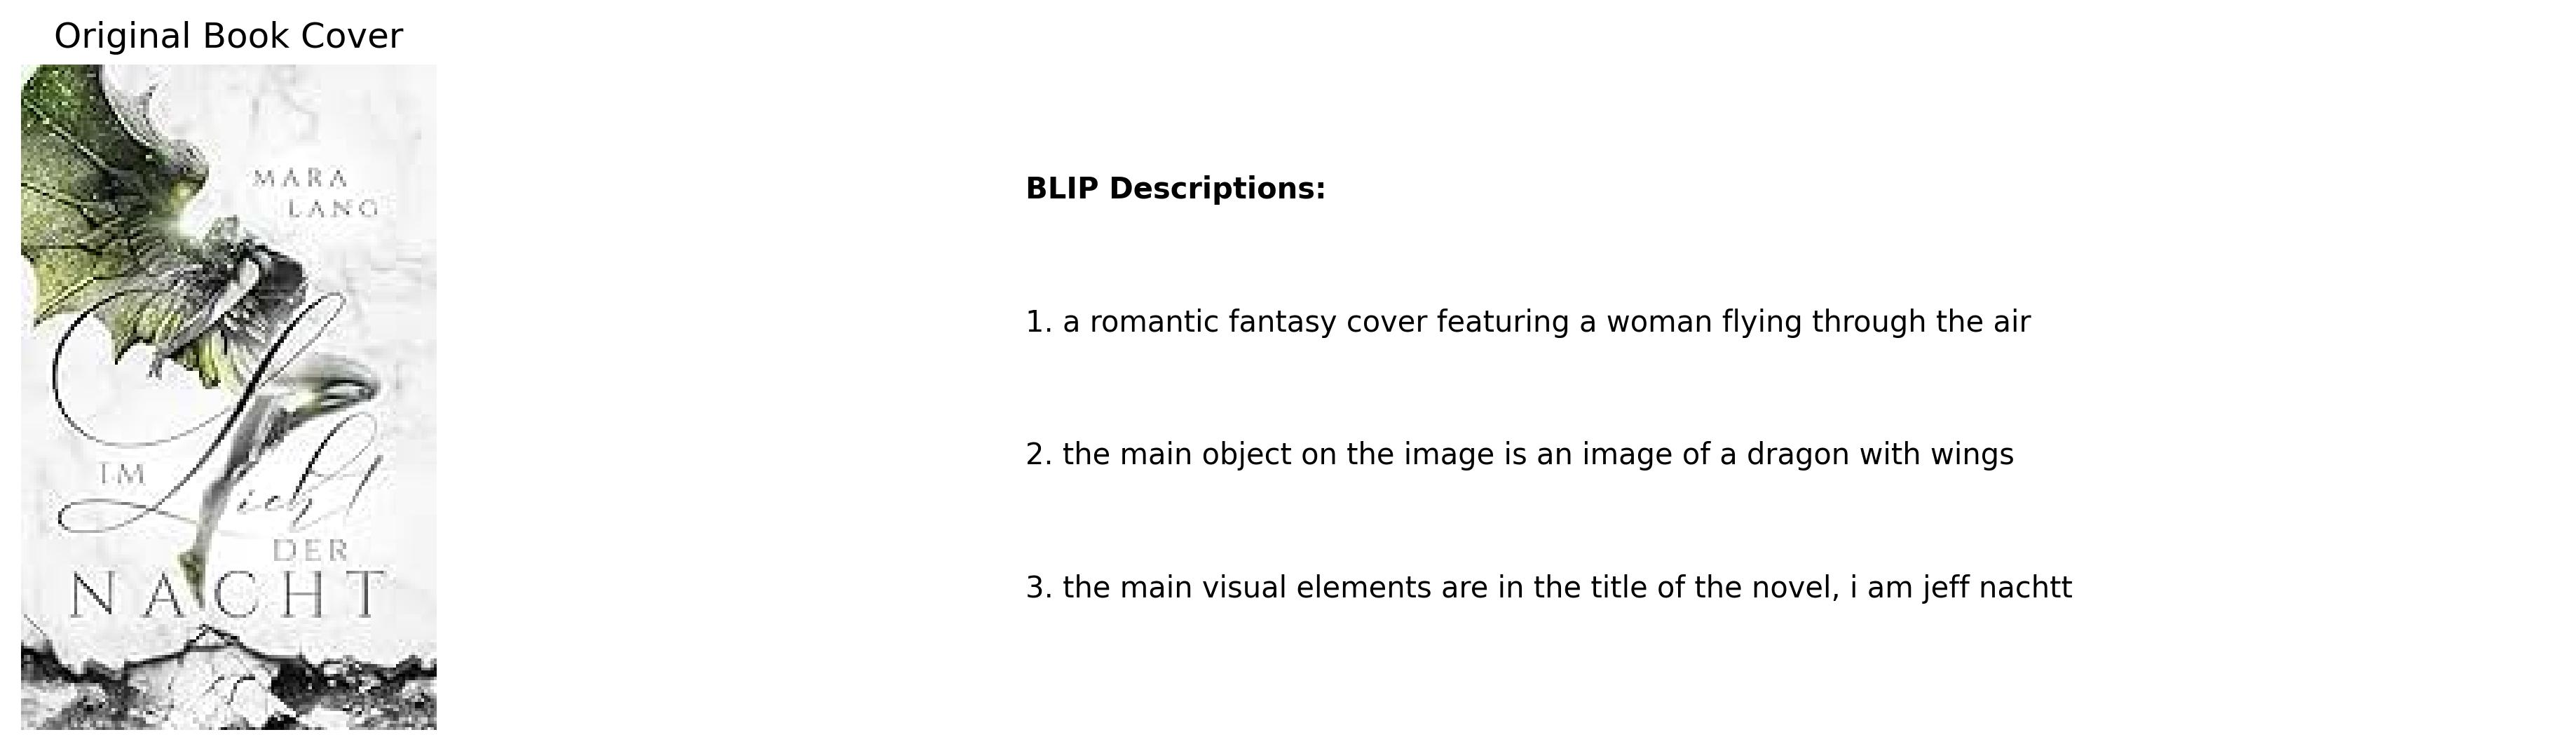 Original Book Cover
MARA
LANG
IM
Licht
DER
NACHT
BLIP Descriptions:
1. a romantic fantasy cover featuring a woman flying through the air
2. the main object on the image is an image of a dragon with wings
3. the main visual elements are in the title of the novel, i am jeff nachtt